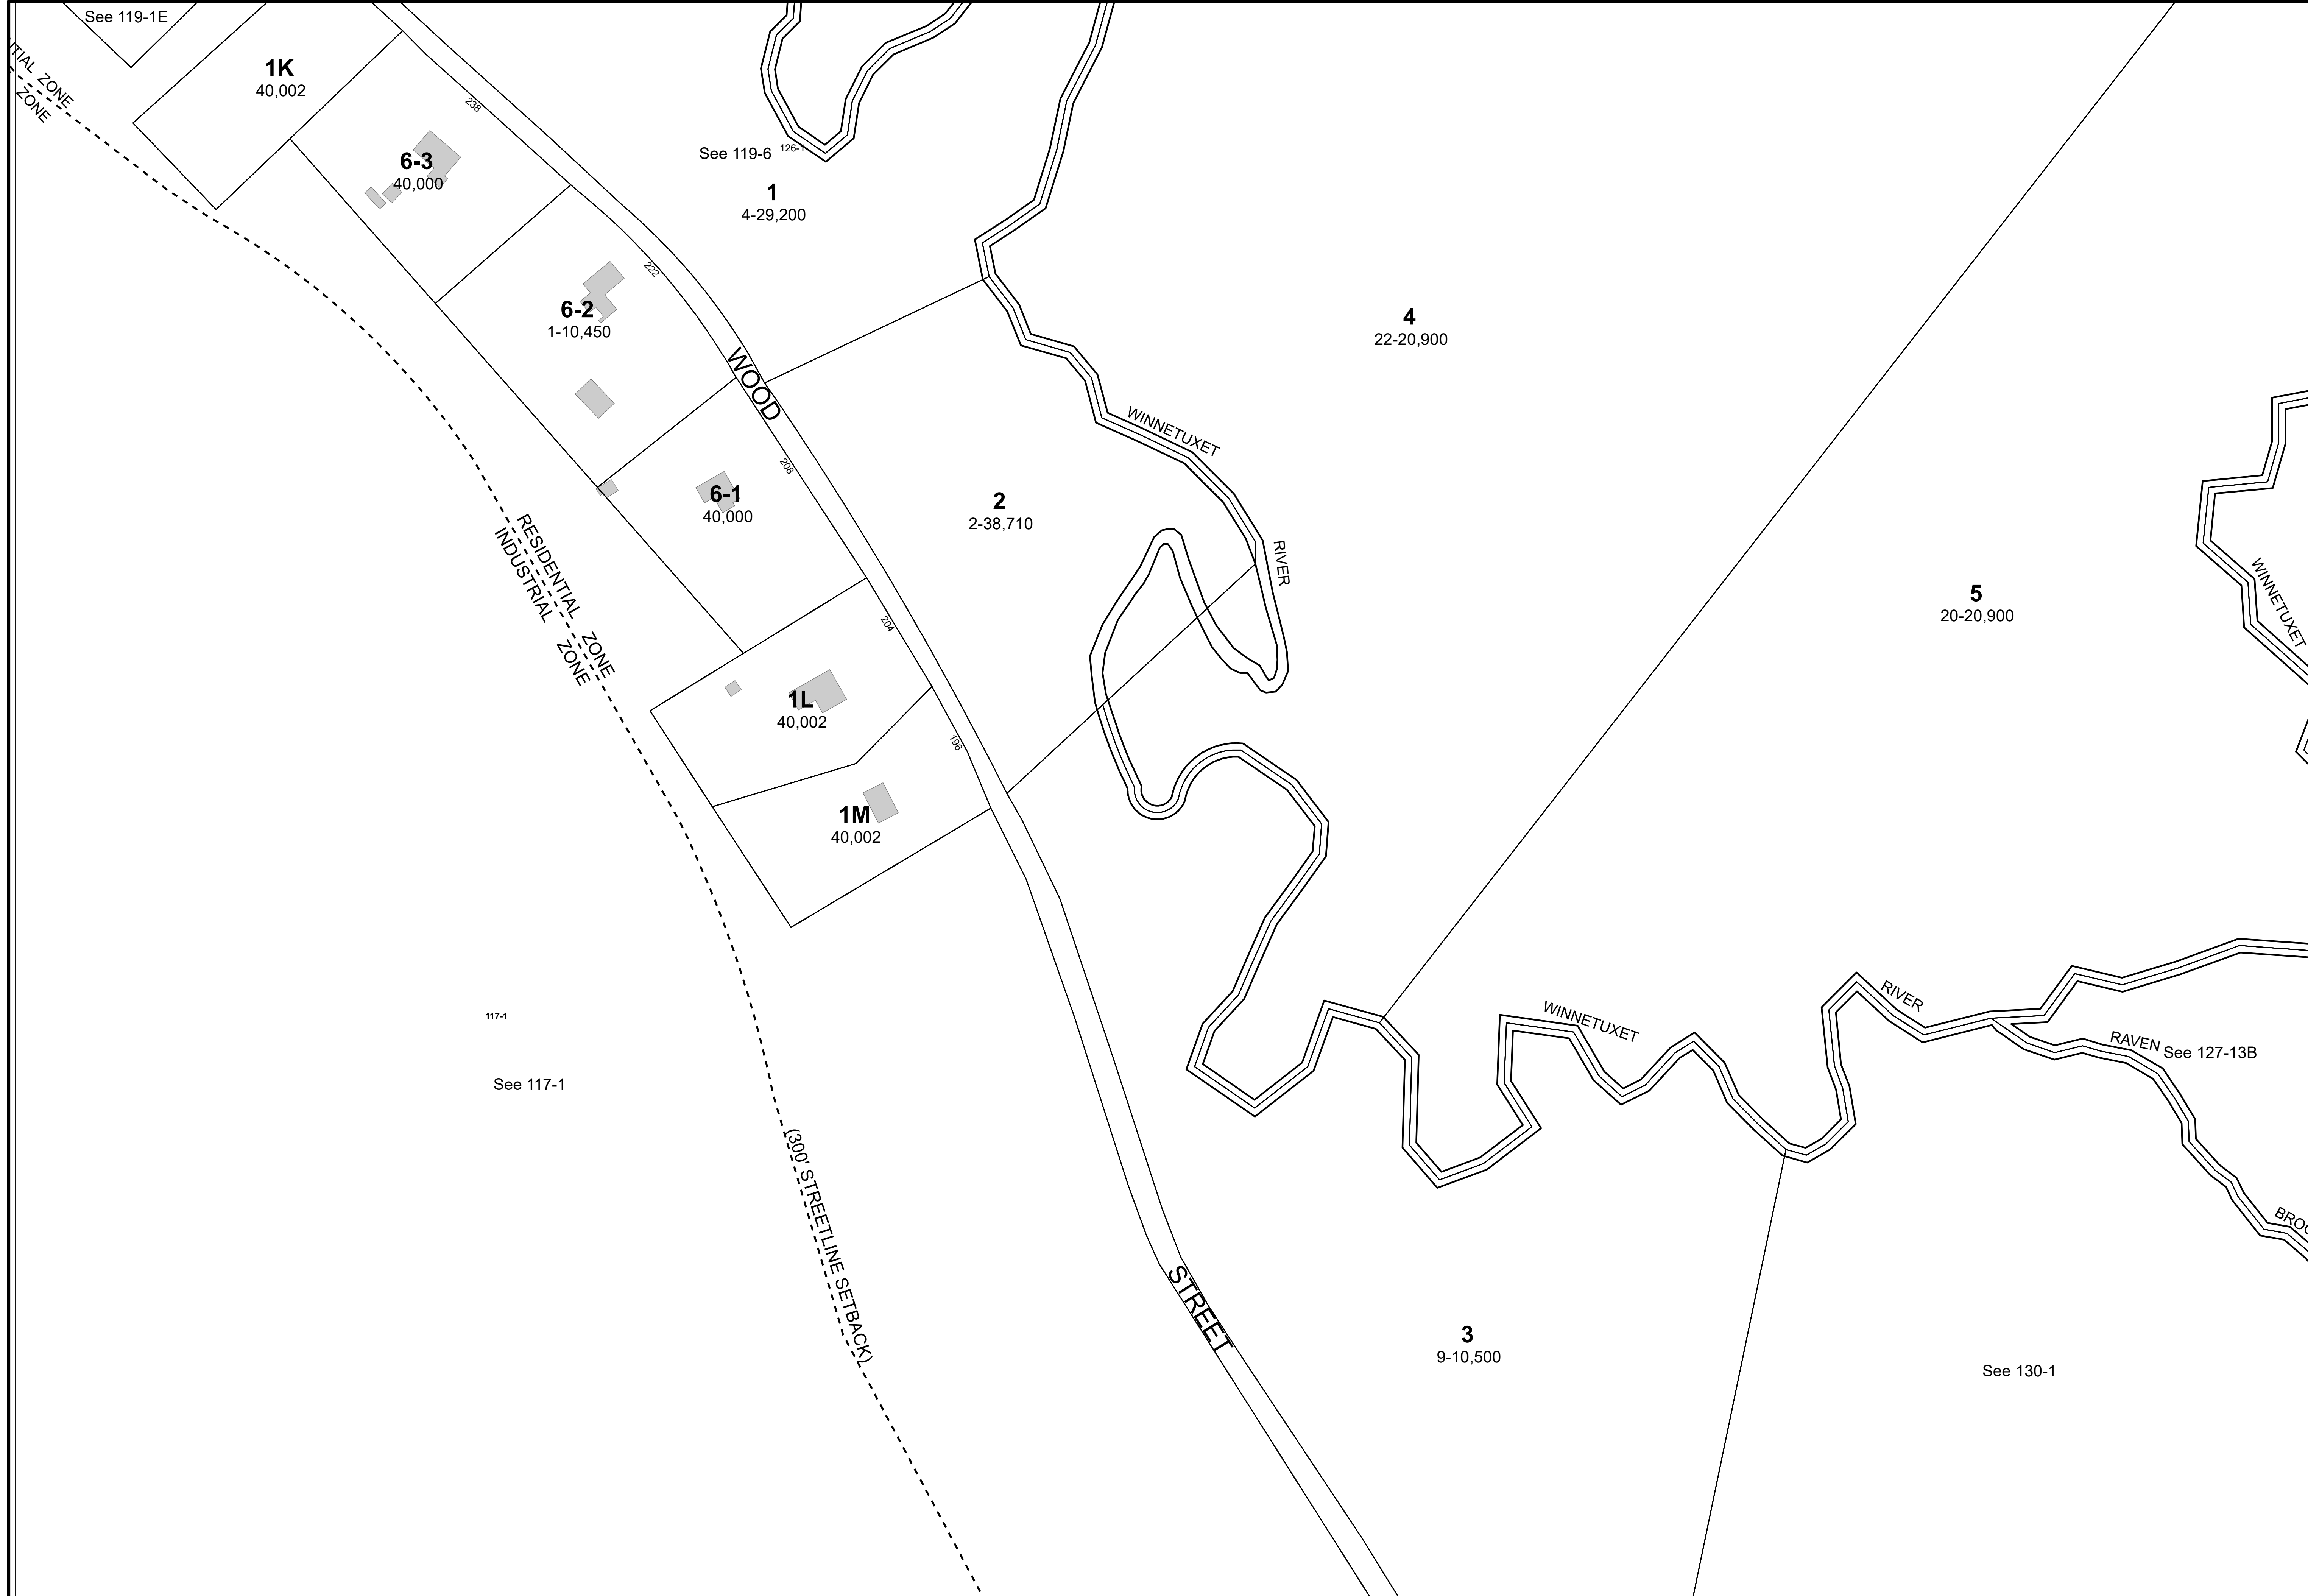 See 119-1E
ZONE
ZONE
1K
40,002
238
6-3
40,000
See 119-6
1
4-29,200
222
6-2
1-10,450
4
22-20,900
WOOD
WINNETUXET
208
6-1
40,000
2
2-38,710
RIVER
RESIDENTIAL ZONE
INDUSTRIAL ZONE
WINNETUXET
5
20-20,900
204
1L
40,002
196
1M
40,002
117-1
See 117-1
WINNETUXET
RIVER
RAVEN
See 127-13B
(300' STREETLINE SETBACK)
STREET
3
9-10,500
See 130-1